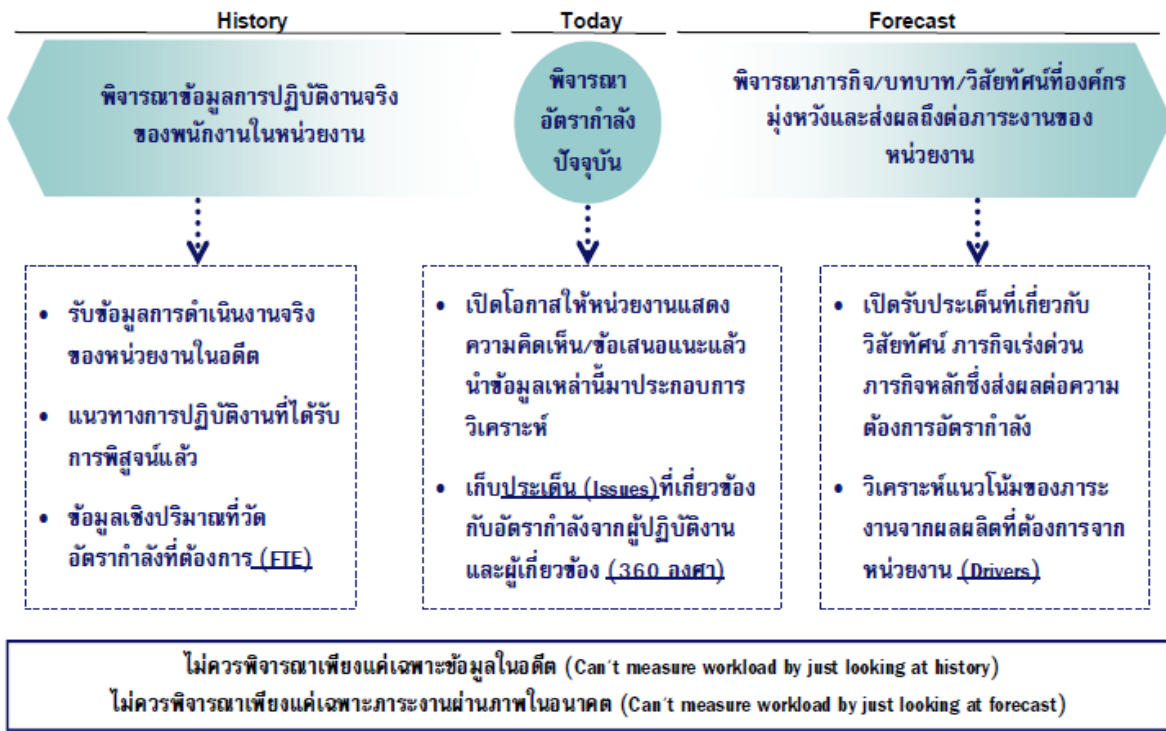 History
Today
Forecast
พิจารณาข้อมูลการปฏิบัติงานจริง
ของพนักงานในหน่วยงาน
พิจารณา
อัตรากำลัง
ปัจจุบัน
พิจารณาภารกิจ/บทบาท/วิสัยทัศน์ที่องค์กร
มุ่งหวังและส่งผลถึงต่อภาระงานของ
หน่วยงาน
• รับข้อมูลการดำเนินงานจริง
ของหน่วยงานในอดีต
• แนวทางการปฏิบัติงานที่ได้รับ
การพิสูจน์แล้ว
• ข้อมูลเชิงปริมาณที่วัด
อัตรากำลังที่ต้องการ (FTE)
• เปิดโอกาสให้หน่วยงานแสดง
ความคิดเห็น/ข้อเสนอแนะแล้ว
นำข้อมูลเหล่านี้มาประกอบการ
วิเคราะห์
• เก็บประเด็น (Issues)ที่เกี่ยวข้อง
กับอัตรากำลังจากผู้ปฏิบัติงาน
และผู้เกี่ยวข้อง (360 องศา)
• เปิดรับประเด็นที่เกี่ยวกับ
วิสัยทัศน์ ภารกิจเร่งด่วน
ภารกิจหลักซึ่งส่งผลต่อความ
ต้องการอัตรากำลัง
• วิเคราะห์แนวโน้มของภาระ
งานจากผลผลิตที่ต้องการจาก
หน่วยงาน (Drivers)
ไม่ควรพิจารณาเพียงแค่เฉพาะข้อมูลในอดีต (Can't measure workload by just looking at history)
ไม่ควรพิจารณาเพียงแค่เฉพาะภาระงานผ่านภาพในอนาคต (Can't measure workload by just looking at forecast)